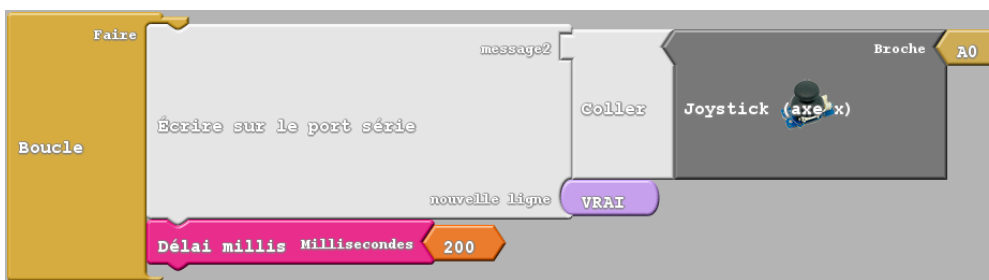 Faire
message2
Broche A0
Coller
Joystick (axe x)
Écrire sur le port série
Boucle
nouvelle ligne VRAI
Délai millis Millisecondes 200